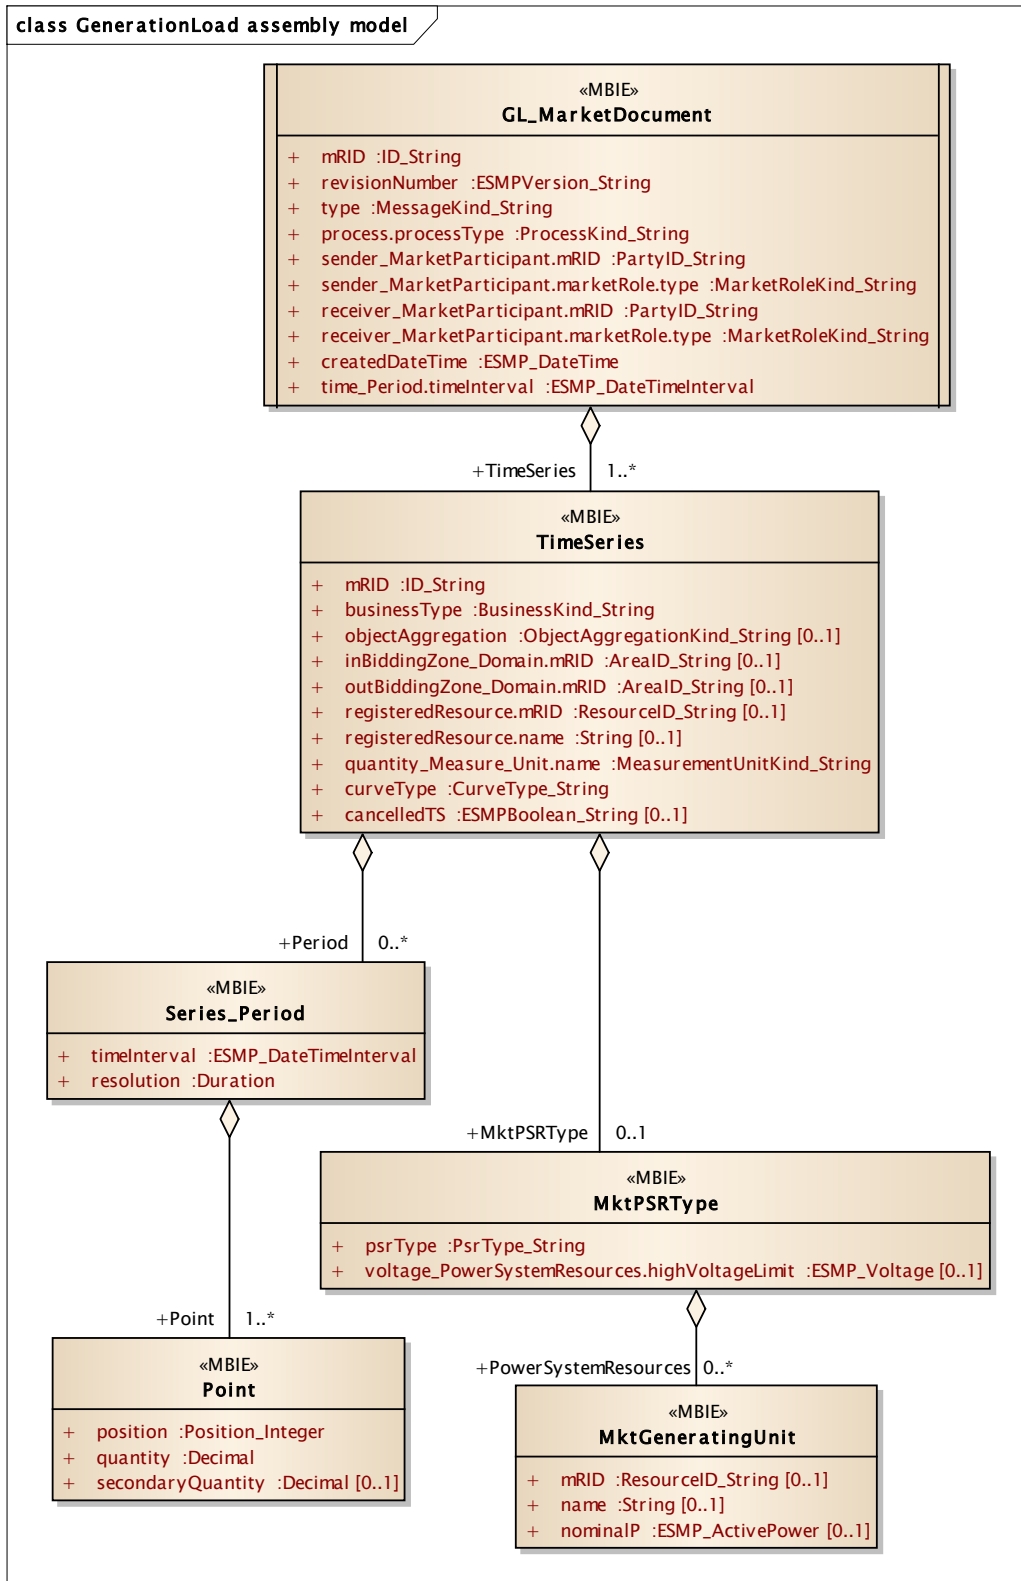 class GenerationLoad assembly model
«MBIE»
GL_MarketDocument
+ mRID :ID_String
+ revisionNumber :ESMPVersion_String
+ type :MessageKind_String
+ process.processType :ProcessKind_String
+ sender_MarketParticipant.mRID :PartyID_String
+ sender_MarketParticipant.marketRole.type :MarketRoleKind_String
+ receiver_MarketParticipant.mRID :PartyID_String
+ receiver_MarketParticipant.marketRole.type :MarketRoleKind_String
+ createdDateTime :ESMP_DateTime
+ time_Period.timeInterval :ESMP_DateTimeInterval
+TimeSeries 1..*
«MBIE»
TimeSeries
+ mRID :ID_String
+ businessType :BusinessKind_String
+ objectAggregation :ObjectAggregationKind_String [0..1]
+ inBiddingZone_Domain.mRID :AreaID_String [0..1]
+ outBiddingZone_Domain.mRID :AreaID_String [0..1]
+ registeredResource.mRID :ResourceID_String [0..1]
+ registeredResource.name :String [0..1]
+ quantity_Measure_Unit.name :MeasurementUnitKind_String
+ curveType :CurveType_String
+ cancelledTS :ESMPBoolean_String [0..1]
+Period 0..*
«MBIE»
Series_Period
+ timeInterval :ESMP_DateTimeInterval
+ resolution :Duration
+MktPSRType 0..1
«MBIE»
MktPSRType
+ psrType :PsrType_String
+ voltage_PowerSystemResources.highVoltageLimit :ESMP_Voltage [0..1]
+Point 1..*
«MBIE»
Point
+ position :Position_Integer
+ quantity :Decimal
+ secondaryQuantity :Decimal [0..1]
+PowerSystemResources 0..*
«MBIE»
MktGeneratingUnit
+ mRID :ResourceID_String [0..1]
+ name :String [0..1]
+ nominalP :ESMP_ActivePower [0..1]